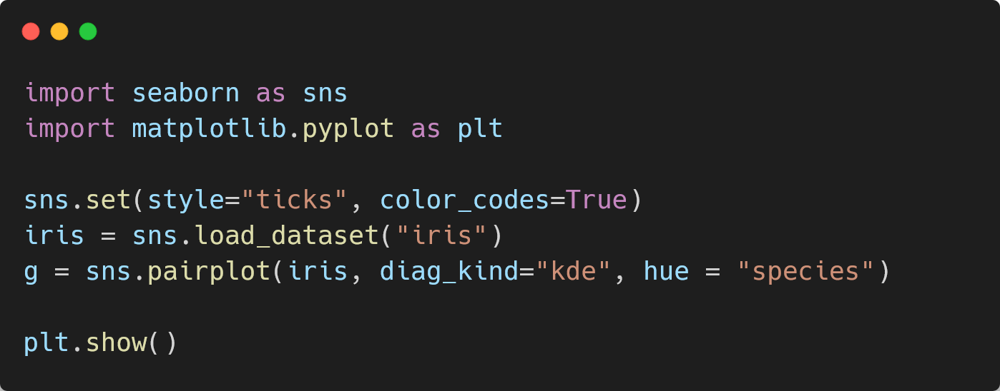 import seaborn as sns
import matplotlib.pyplot as plt
sns.set(style="ticks", color_codes=True)
iris = sns.load_dataset("iris")
g = sns.pairplot(iris, diag_kind="kde", hue = "species")
plt.show()